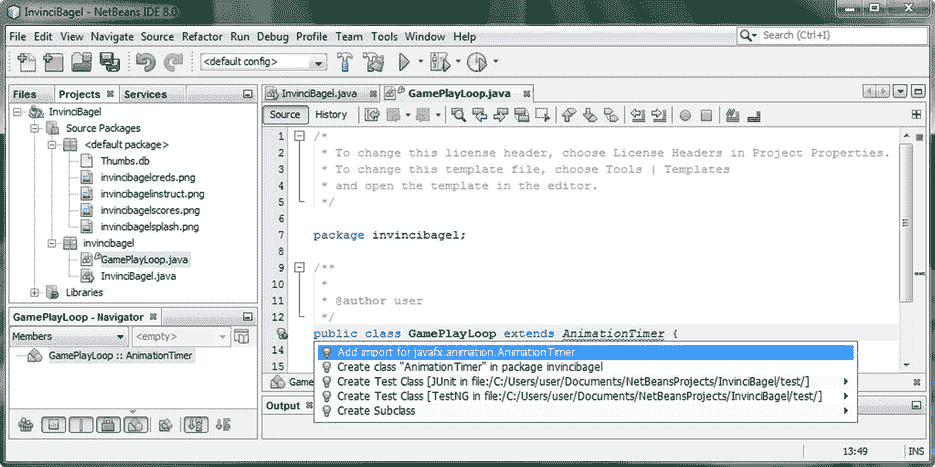 InvinciBagel - NetBeans IDE 8.0
File Edit View Navigate Source Refactor Run Debug Profile Team Tools Window Help
Search (Ctrl+I)
<default config>
Files Projects Services
InvinciBagel
Source Packages
<default package>
Thumbs.db
invincibagelcreds.png
invincibagelinstruct.png
invincibagelscores.png
invincibagelsplash.png
invincibagel
GamePlayLoop.java
InvinciBagel.java
Libraries
GamePlayLoop - Navigator
Members <empty>
GamePlayLoop :: AnimationTimer
InvinciBagel.java GamePlayLoop.java
Source History
1 /*
2 * To change this license header, choose License Headers in Project Properties.
3 * To change this template file, choose Tools | Templates
4 * and open the template in the editor.
5 */
6
7 package invincibagel;
8
9 /**
10 *
11 * @author user
12 */
public class GamePlayLoop extends AnimationTimer {
14
15
Add import for javafx.animation.AnimationTimer
Create class "AnimationTimer" in package invincibagel
Create Test Class [JUnit in file:/C:/Users/user/Documents/NetBeansProjects/InvinciBagel/test/]
Create Test Class [TestNG in file:/C:/Users/user/Documents/NetBeansProjects/InvinciBagel/test/]
Create Subclass
Game
Output
13:49 INS